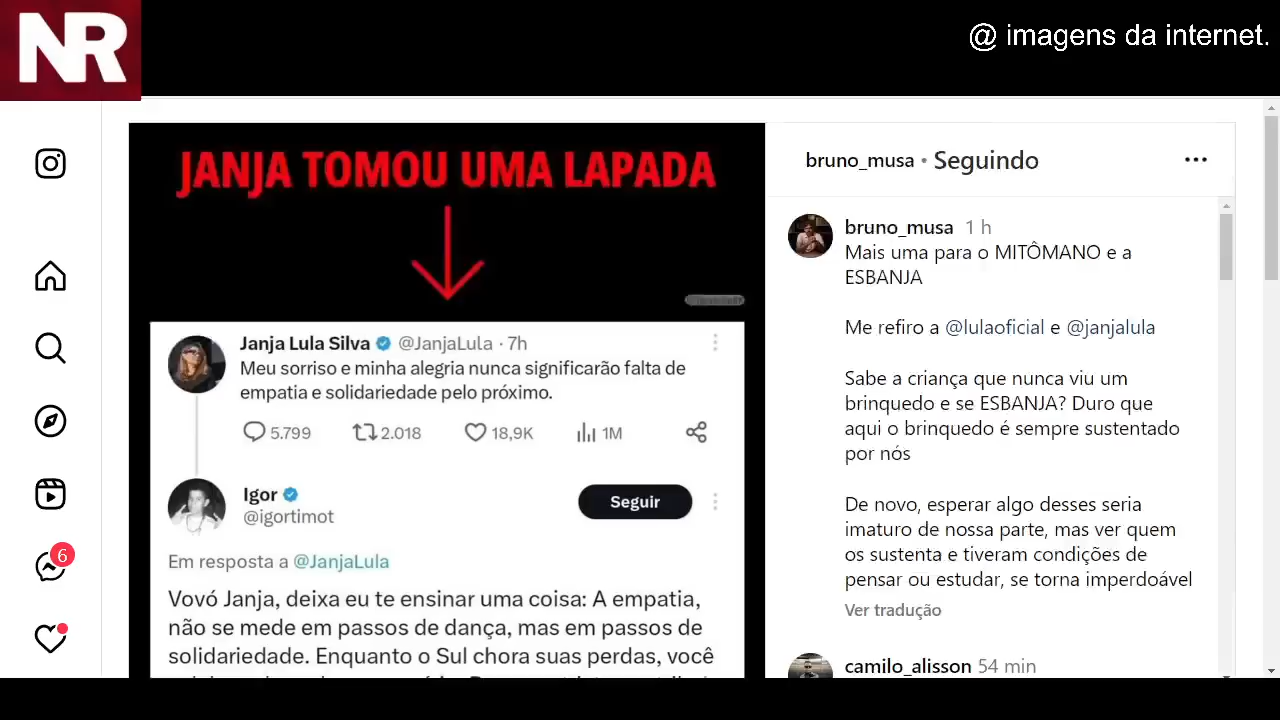 NR
@ imagens da internet.
JANJA TOMOU UMA LAPADA
Janja Lula Silva @JanjaLula · 7h
Meu sorriso e minha alegria nunca significarão falta de
empatia e solidariedade pelo próximo.
5.799 2.018 18,9K 1M
Igor
@igortimot
Seguir
Em resposta a @JanjaLula
Vovó Janja, deixa eu te ensinar uma coisa: A empatia,
não se mede em passos de dança, mas em passos de
solidariedade. Enquanto o Sul chora suas perdas, você
bruno_musa • Seguindo
bruno_musa 1 h
Mais uma para o MITÔMANO e a
ESBANJA
Me refiro a @lulaoficial e @janjalula
Sabe a criança que nunca viu um
brinquedo e se ESBANJA? Duro que
aqui o brinquedo é sempre sustentado
por nós
De novo, esperar algo desses seria
imaturo de nossa parte, mas ver quem
os sustenta e tiveram condições de
pensar ou estudar, se torna imperdoável
Ver tradução
camilo_alisson 54 min
6